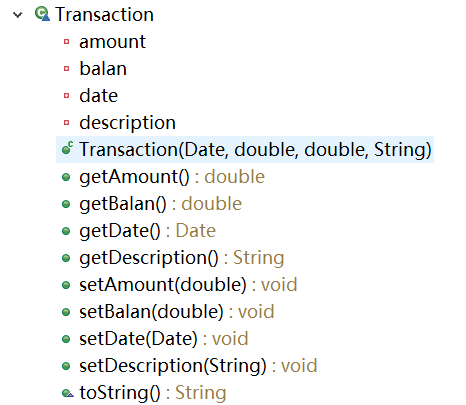 Transaction
amount
balan
date
description
Transaction(Date, double, double, String)
getAmount() : double
getBalan() : double
getDate() : Date
getDescription() : String
setAmount(double) : void
setBalan(double) : void
setDate(Date) : void
setDescription(String) : void
toString() : String